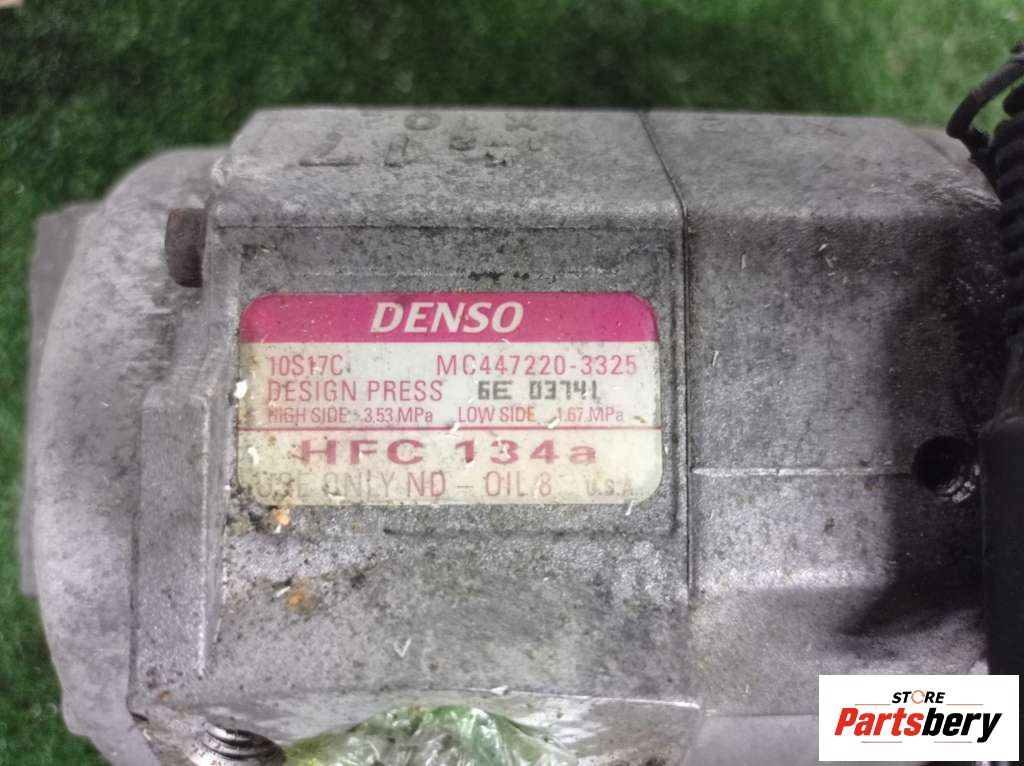 DENSO
10S17C MC447220-3325
DESIGN PRESS 6E 03741
HIGH SIDE 3.53 MPa LOW SIDE 1.67 MPa
HFC 134a
USE ONLY ND-OIL 8 U.S.A
STORE
Partsbery